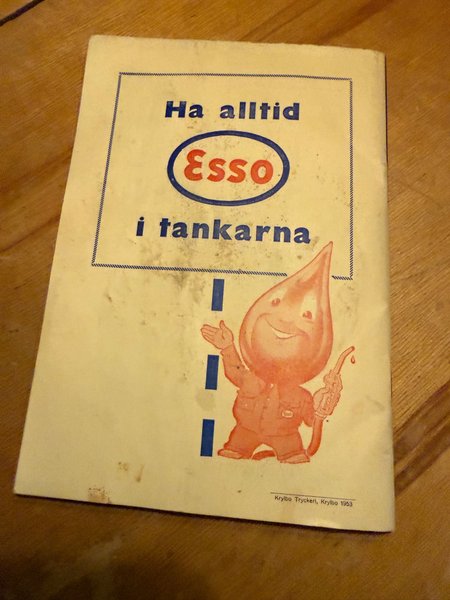 Ha alltid
Esso
i tankarna
Krylbo Tryckeri, Krylbo 1953